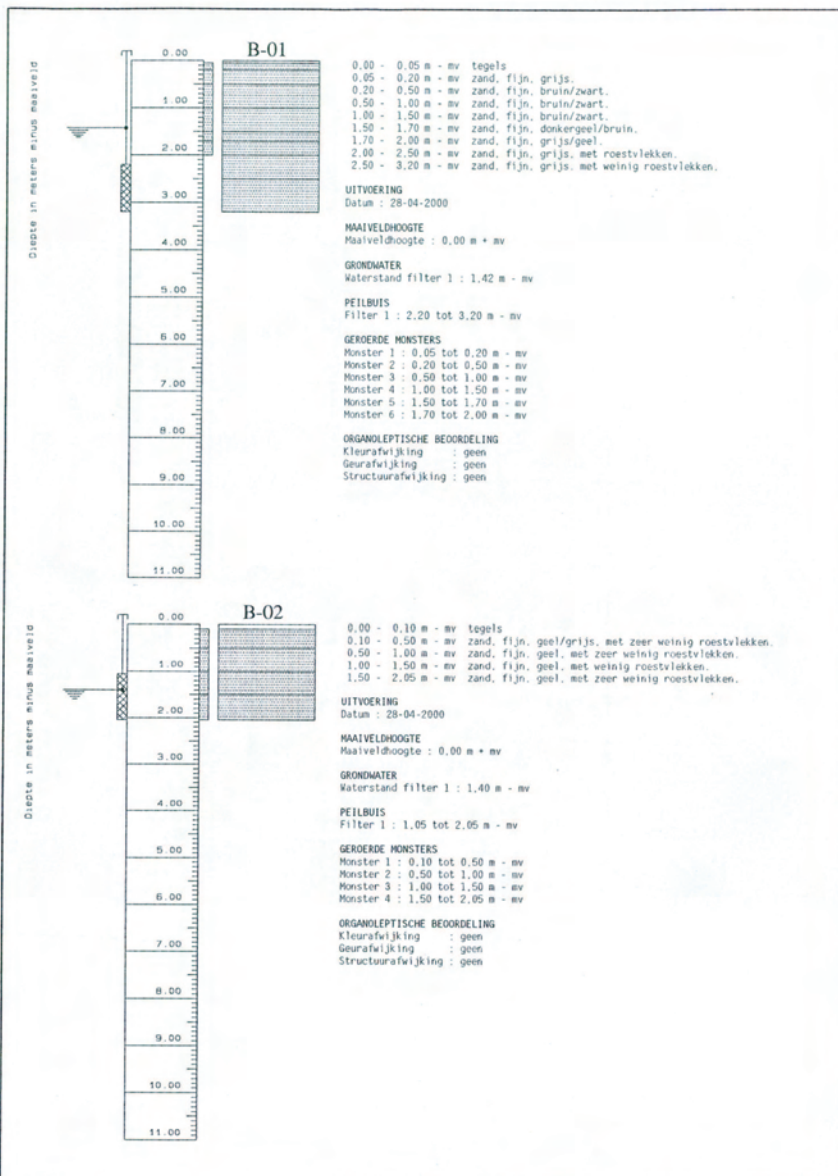 B-01
Diepte in meters minus maaiveld
0.00
1.00
2.00
3.00
4.00
5.00
6.00
7.00
8.00
9.00
10.00
11.00
0,00 - 0,05 m - mv tegels
0,05 - 0,20 m - mv zand, fijn, grijs.
0,20 - 0,50 m - mv zand, fijn, bruin/zwart.
0,50 - 1,00 m - mv zand, fijn, bruin/zwart.
1,00 - 1,50 m - mv zand, fijn, bruin/zwart.
1,50 - 1,70 m - mv zand, fijn, donkergeel/bruin.
1,70 - 2,00 m - mv zand, fijn, grijs/geel.
2,00 - 2,50 m - mv zand, fijn, grijs, met roestvlekken.
2,50 - 3,20 m - mv zand, fijn, grijs, met weinig roestvlekken.
UITVOERING
Datum : 28-04-2000
MAAIVELDHOOGTE
Maaiveldhoogte : 0,00 m + mv
GRONDWATER
Waterstand filter 1 : 1,42 m - mv
PEILBUIS
Filter 1 : 2,20 tot 3,20 m - mv
GEROERDE MONSTERS
Monster 1 : 0,05 tot 0,20 m - mv
Monster 2 : 0,20 tot 0,50 m - mv
Monster 3 : 0,50 tot 1,00 m - mv
Monster 4 : 1,00 tot 1,50 m - mv
Monster 5 : 1,50 tot 1,70 m - mv
Monster 6 : 1,70 tot 2,00 m - mv
ORGANOLEPTISCHE BEOORDELING
Kleurafwijking : geen
Geurafwijking : geen
Structuurafwijking : geen
B-02
Diepte in meters minus maaiveld
0.00
1.00
2.00
3.00
4.00
5.00
6.00
7.00
8.00
9.00
10.00
11.00
0,00 - 0,10 m - mv tegels
0,10 - 0,50 m - mv zand, fijn, geel/grijs, met zeer weinig roestvlekken.
0,50 - 1,00 m - mv zand, fijn, geel, met zeer weinig roestvlekken.
1,00 - 1,50 m - mv zand, fijn, geel, met weinig roestvlekken.
1,50 - 2,05 m - mv zand, fijn, geel, met zeer weinig roestvlekken.
UITVOERING
Datum : 28-04-2000
MAAIVELDHOOGTE
Maaiveldhoogte : 0,00 m + mv
GRONDWATER
Waterstand filter 1 : 1,40 m - mv
PEILBUIS
Filter 1 : 1,05 tot 2,05 m - mv
GEROERDE MONSTERS
Monster 1 : 0,10 tot 0,50 m - mv
Monster 2 : 0,50 tot 1,00 m - mv
Monster 3 : 1,00 tot 1,50 m - mv
Monster 4 : 1,50 tot 2,05 m - mv
ORGANOLEPTISCHE BEOORDELING
Kleurafwijking : geen
Geurafwijking : geen
Structuurafwijking : geen